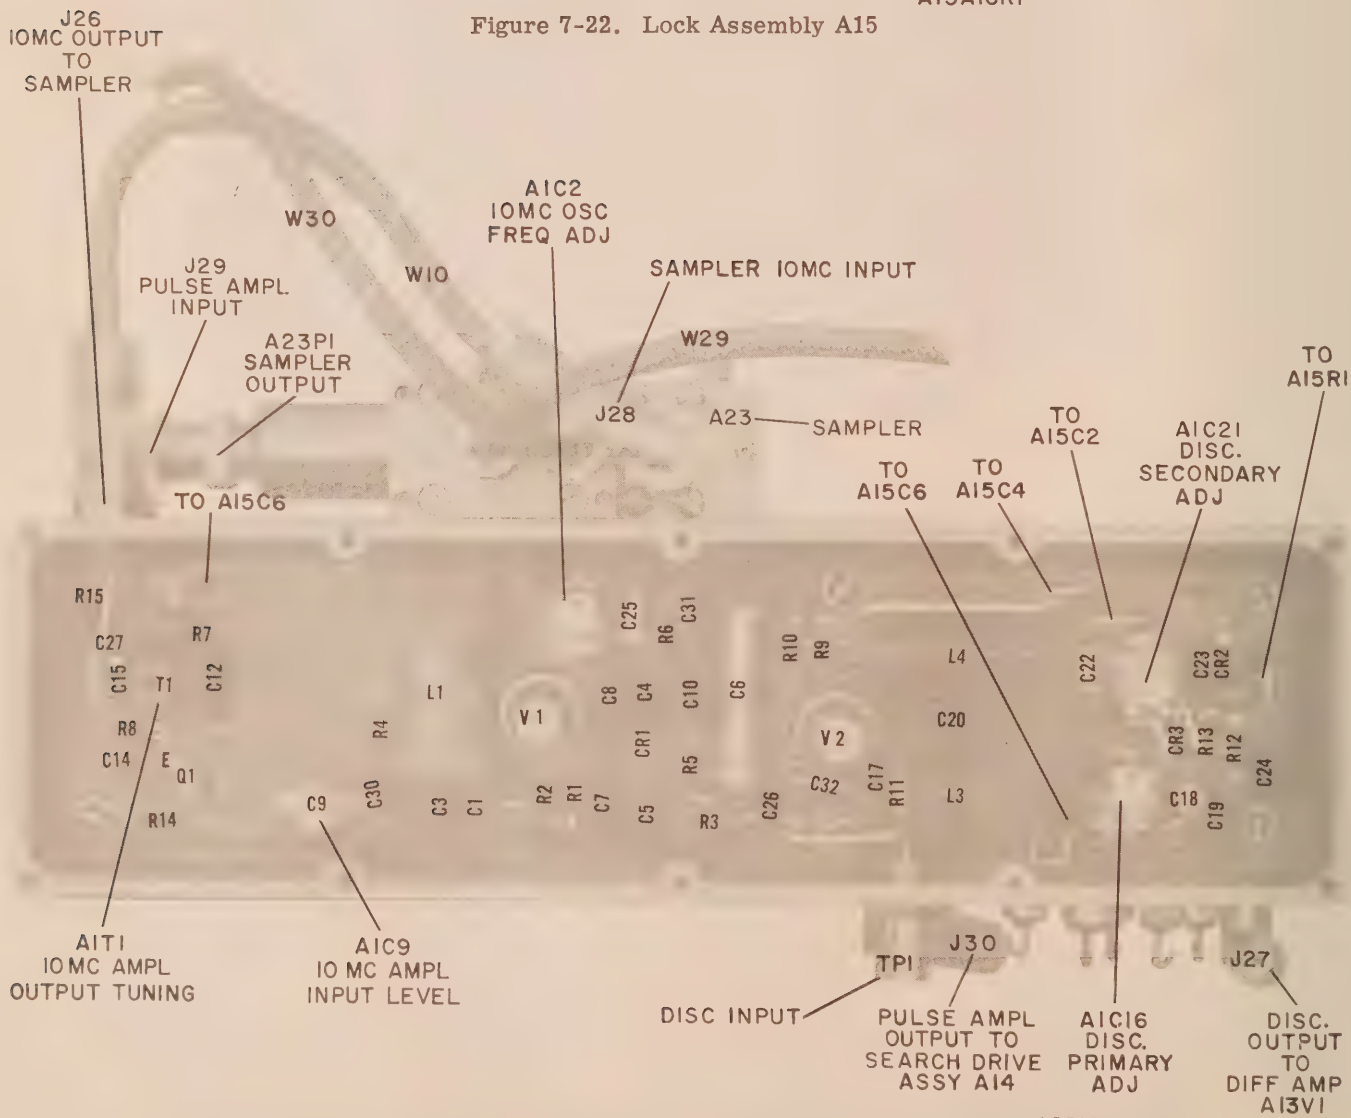 Figure 7-22. Lock Assembly A15
J26
10MC OUTPUT
TO
SAMPLER
A1C2
10MC OSC
FREQ ADJ
W30
W10
J29
PULSE AMPL.
INPUT
SAMPLER 10MC INPUT
A23P1
SAMPLER
OUTPUT
W29
TO
A15R1
J28
A23
SAMPLER
TO
A15C2
A1C21
DISC.
SECONDARY
ADJ
TO
A15C6
TO
A15C4
TO A15C6
R15
C27
C15
T1
R7
C12
R8
C14
E
Q1
R14
L1
R4
C9
C30
C3
C1
V1
R2
R1
C7
C25
R6
C31
C8
C4
C10
C6
CR1
R5
C5
R3
C26
R10
R9
V2
C32
C17
R11
L4
C20
L3
C22
C23
CR2
CR3
R13
R12
C24
C18
C19
A1T1
10MC AMPL
OUTPUT TUNING
A1C9
10 MC AMPL
INPUT LEVEL
TP1
J30
J27
DISC INPUT
PULSE AMPL
OUTPUT TO
SEARCH DRIVE
ASSY A14
A1C16
DISC.
PRIMARY
ADJ
DISC.
OUTPUT
TO
DIFF AMP
A13V1